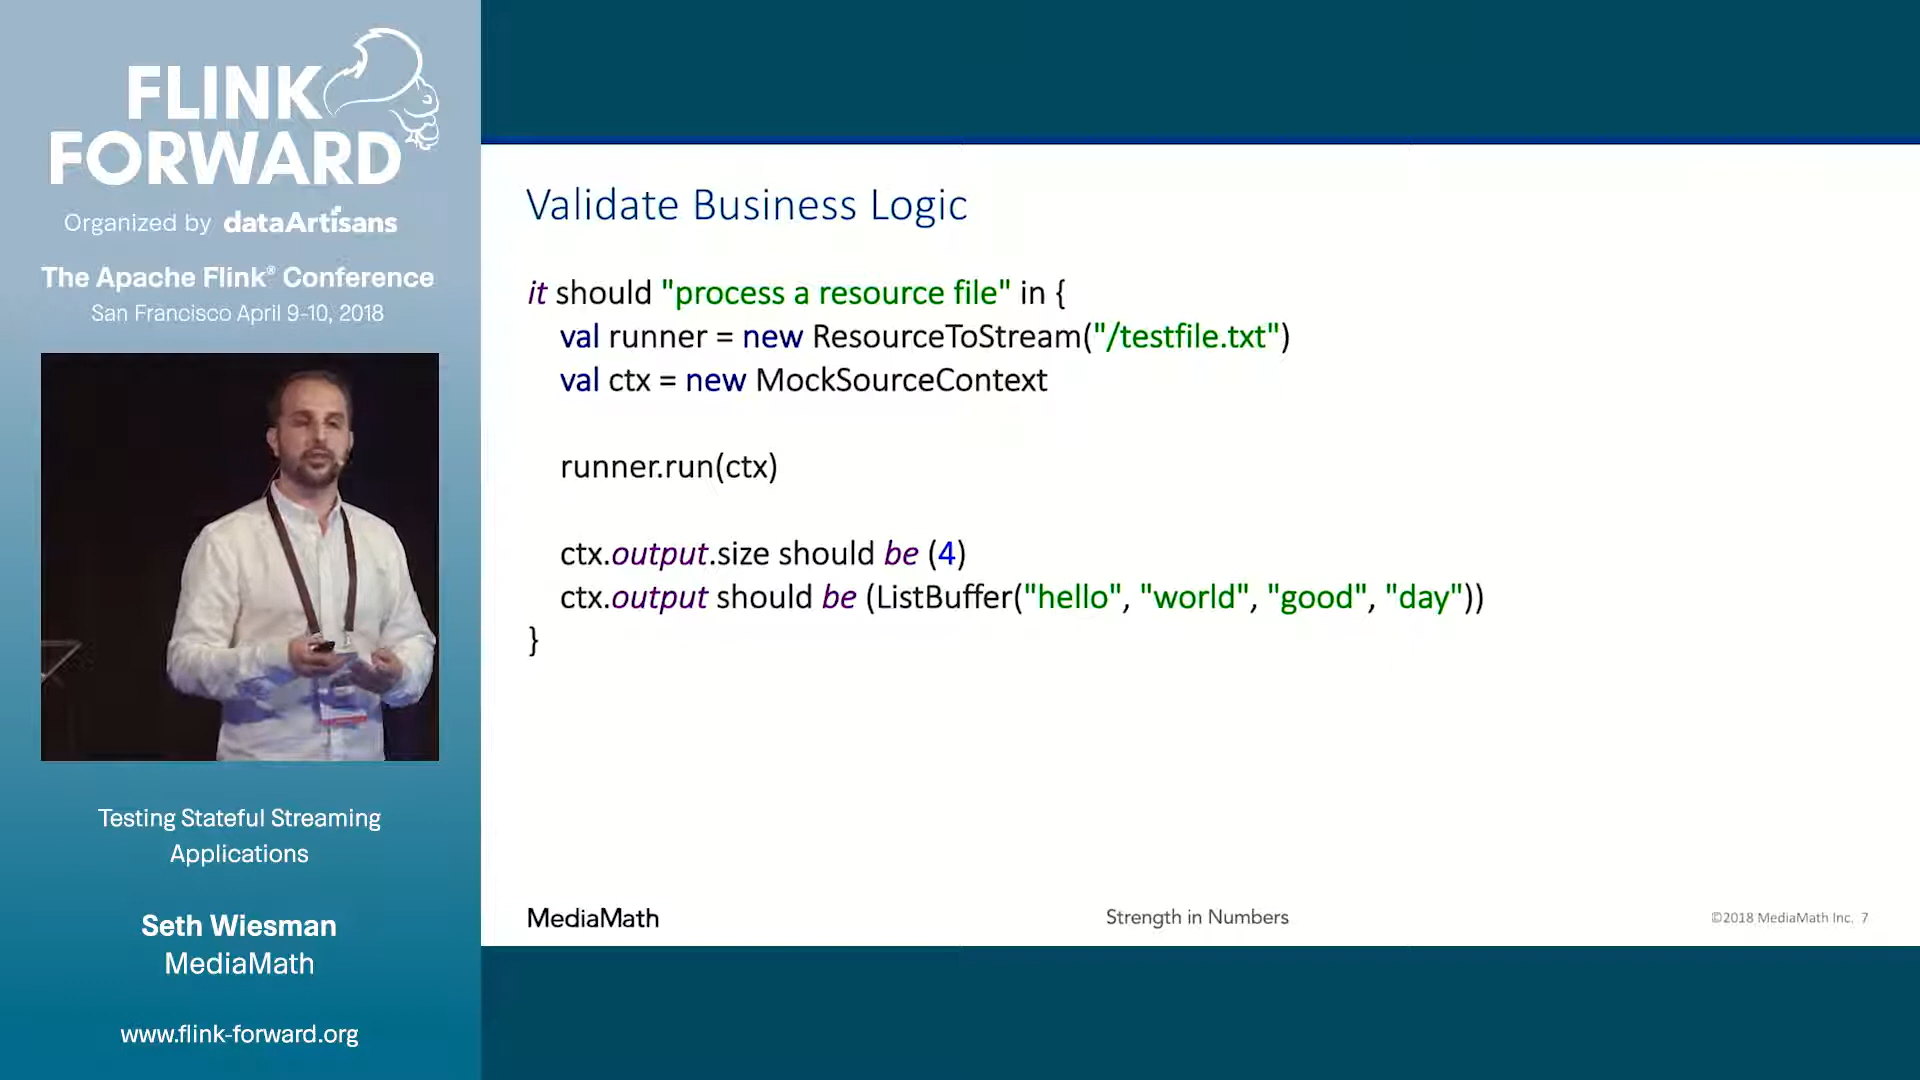 FLINK
FORWARD
Organized by dataArtisans
The Apache Flink® Conference
San Francisco April 9-10, 2018
Testing Stateful Streaming
Applications
Seth Wiesman
MediaMath
www.flink-forward.org
Validate Business Logic
it should "process a resource file" in {
val runner = new ResourceToStream("/testfile.txt")
val ctx = new MockSourceContext
runner.run(ctx)
ctx.output.size should be (4)
ctx.output should be (ListBuffer("hello", "world", "good", "day"))
}
MediaMath
Strength in Numbers
©2018 MediaMath Inc. 7